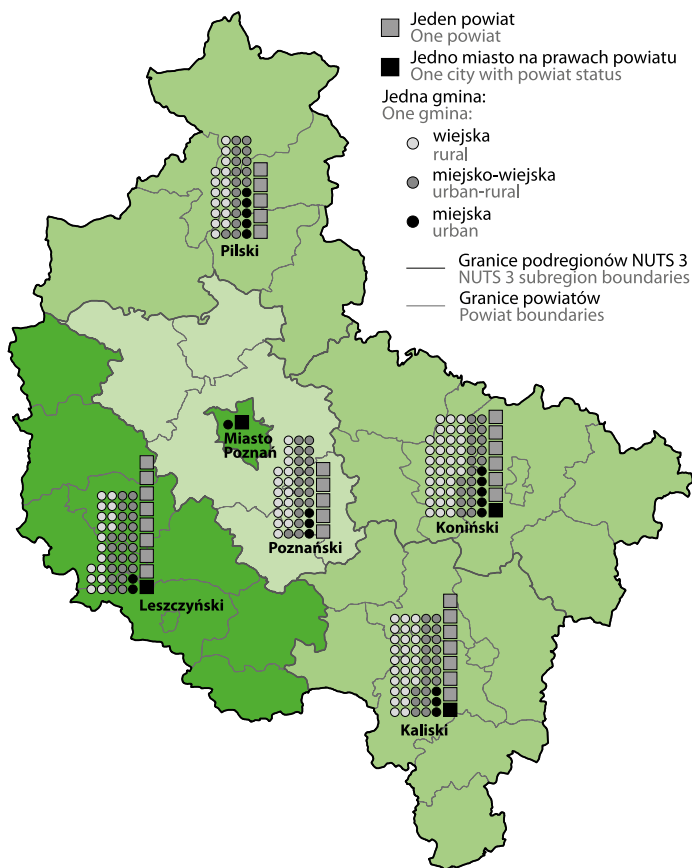 Jeden powiat
One powiat
Jedno miasto na prawach powiatu
One city with powiat status
Jedna gmina:
One gmina:
wiejska
rural
miejsko-wiejska
urban-rural
miejska
urban
Granice podregionów NUTS 3
NUTS 3 subregion boundaries
Granice powiatów
Powiat boundaries
Pilski
Miasto
Poznań
Koniński
Poznański
Leszczyński
Kaliski